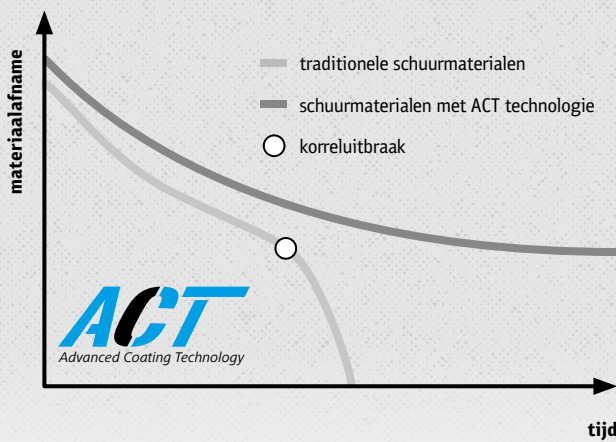 materiaalafname
traditionele schuurmaterialen
schuurmaterialen met ACT technologie
korreluitbraak
ACT
Advanced Coating Technology
tijd